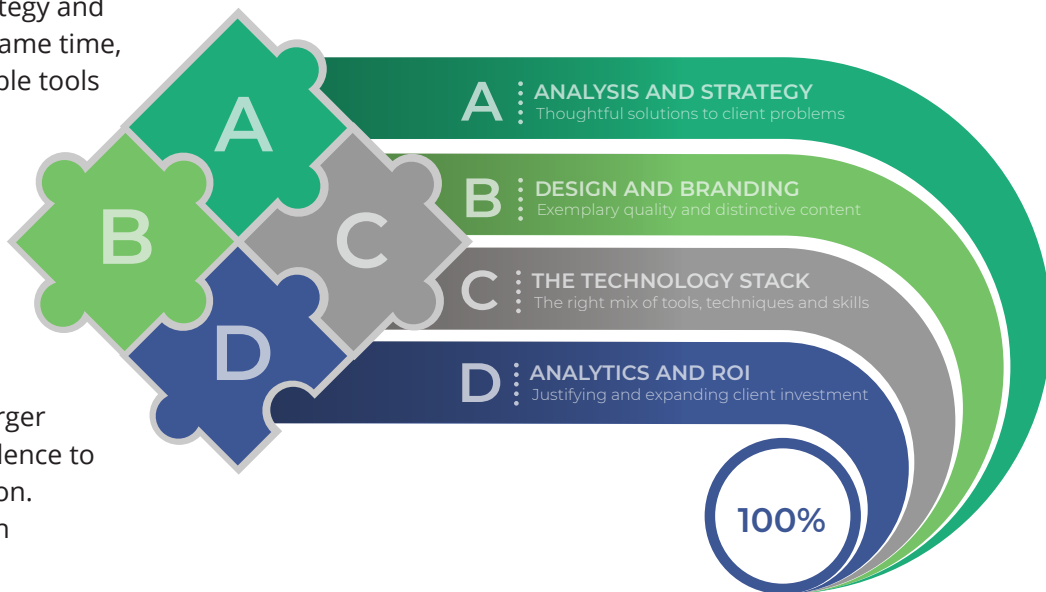 tegy and
ame time,
ble tools
rger
dence to
on.
A
B
C
D
A
ANALYSIS AND STRATEGY
Thoughtful solutions to client problems
B
DESIGN AND BRANDING
Exemplary quality and distinctive content
C
THE TECHNOLOGY STACK
The right mix of tools, techniques and skills
D
ANALYTICS AND ROI
Justifying and expanding client investment
100%